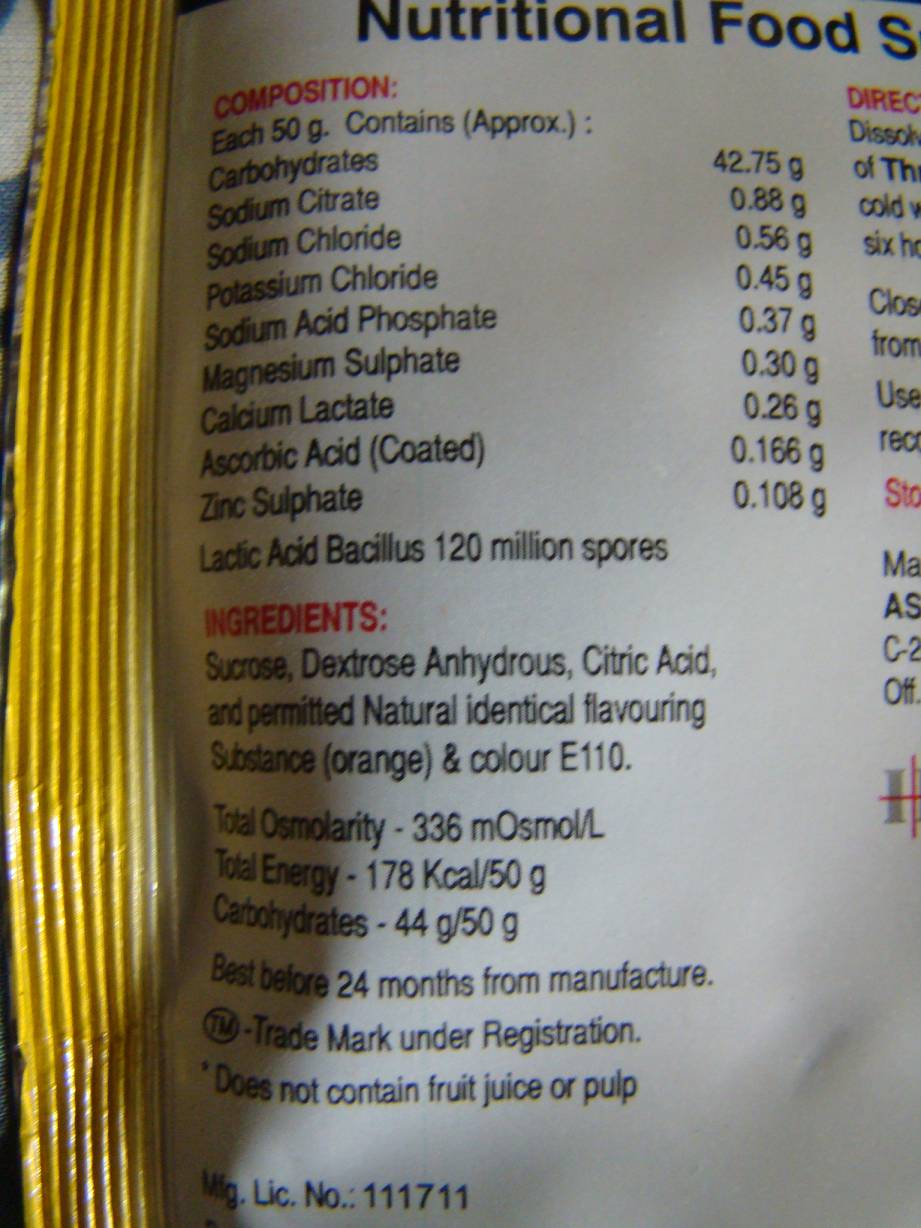 Nutritional Food
COMPOSITION:
Each 50 g. Contains (Approx.) :
Carbohydrates 42.75 g
Sodium Citrate 0.88 g
Sodium Chloride 0.56 g
Potassium Chloride 0.45 g
Sodium Acid Phosphate 0.37 g
Magnesium Sulphate 0.30 g
Calcium Lactate 0.26 g
Ascorbic Acid (Coated) 0.166 g
Zinc Sulphate 0.108 g
Lactic Acid Bacillus 120 million spores
INGREDIENTS:
Sucrose, Dextrose Anhydrous, Citric Acid,
and permitted Natural identical flavouring
Substance (orange) & colour E110.
Total Osmolarity - 336 mOsmol/L
Total Energy - 178 Kcal/50 g
Carbohydrates - 44 g/50 g
Best before 24 months from manufacture.
TM -Trade Mark under Registration.
*Does not contain fruit juice or pulp
Mfg. Lic. No.: 111711
DIREC
Dissol
of Th
cold
six
Clos
from
Use
rec
Sto
Ma
AS
C-2
Off.